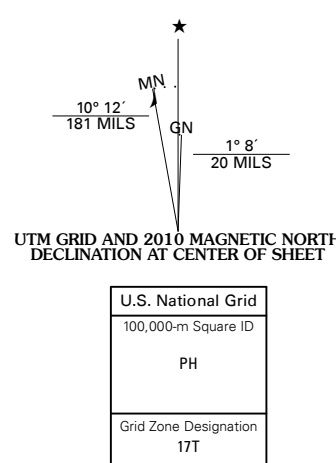 ★
MN
10° 12´
181 MILS
GN
1° 8´
20 MILS
UTM GRID AND 2010 MAGNETIC NORTH
DECLINATION AT CENTER OF SHEET
U.S. National Grid
100,000-m Square ID
PH
Grid Zone Designation
17T